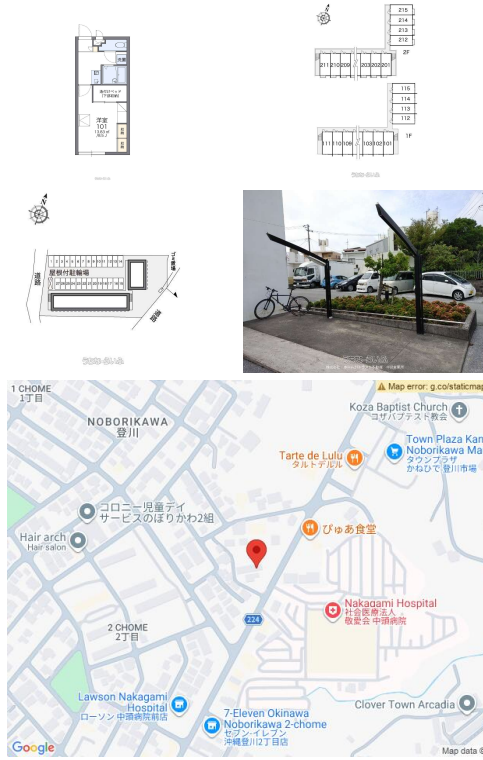 洋室
101
N
215
214
213
212
2F
211 210 209 203 202 201
115
114
113
112
1F
111 110 109 103 102 101
N
屋根付駐輪場
道路
道路
1 CHOME
1丁目
Map error: g.co/staticmap
Koza Baptist Church
コザバプテスト教会
NOBORIKAWA
登川
Town Plaza Kan
Noborikawa Ma
タウンプラザ
かねひで 登川市場
Tarte de Lulu
タルトデルル
コロニー児童デイ
サービスのぼりかわ2組
ぴゅあ食堂
Hair arch
Hair salon
Nakagami Hospital
社会医療法人
敬愛会 中頭病院
224
2 CHOME
2丁目
Lawson Nakagami
Hospital
ローソン 中頭病院前店
7-Eleven Okinawa
Noborikawa 2-chome
セブン-イレブン
沖縄登川2丁目店
Clover Town Arcadia
Google
Map data ©